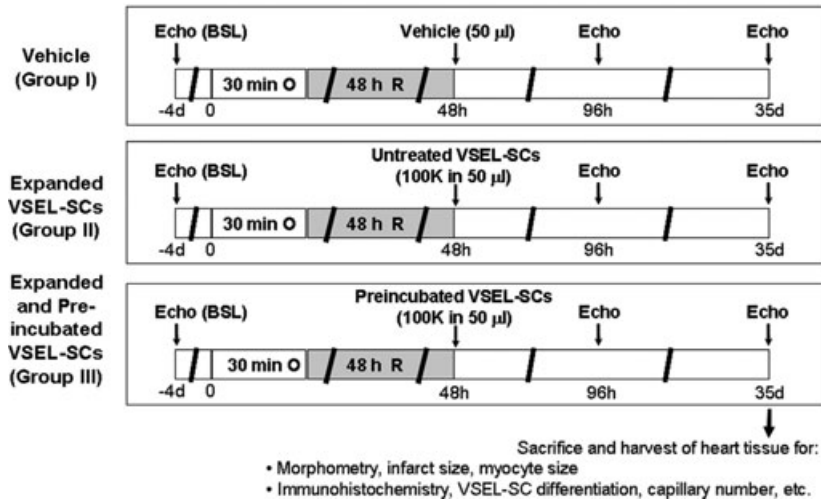 Vehicle
(Group I)
Echo (BSL)
Vehicle (50 µl)
Echo
Echo
30 min O
48 h R
-4d
0
48h
96h
35d
Expanded
VSEL-SCs
(Group II)
Echo (BSL)
Untreated VSEL-SCs
(100K in 50 µl)
Echo
Echo
30 min O
48 h R
-4d
0
48h
96h
35d
Expanded
and Pre-
incubated
VSEL-SCs
(Group III)
Echo (BSL)
Preincubated VSEL-SCs
(100K in 50 µl)
Echo
Echo
30 min O
48 h R
-4d
0
48h
96h
35d
Sacrifice and harvest of heart tissue for:
• Morphometry, infarct size, myocyte size
• Immunohistochemistry, VSEL-SC differentiation, capillary number, etc.